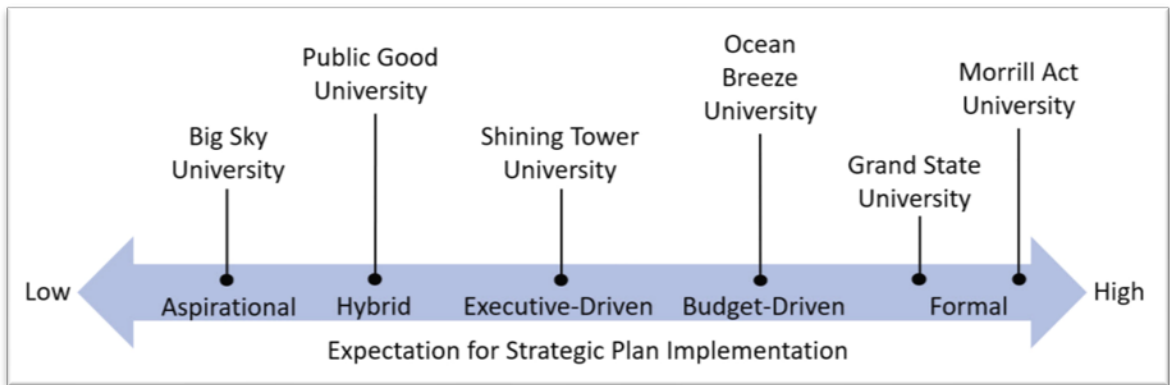 Ocean
Breeze
University
Public Good
University
Morrill Act
University
Big Sky
University
Shining Tower
University
Grand State
University
Low
High
Aspirational
Hybrid
Executive-Driven
Budget-Driven
Formal
Expectation for Strategic Plan Implementation